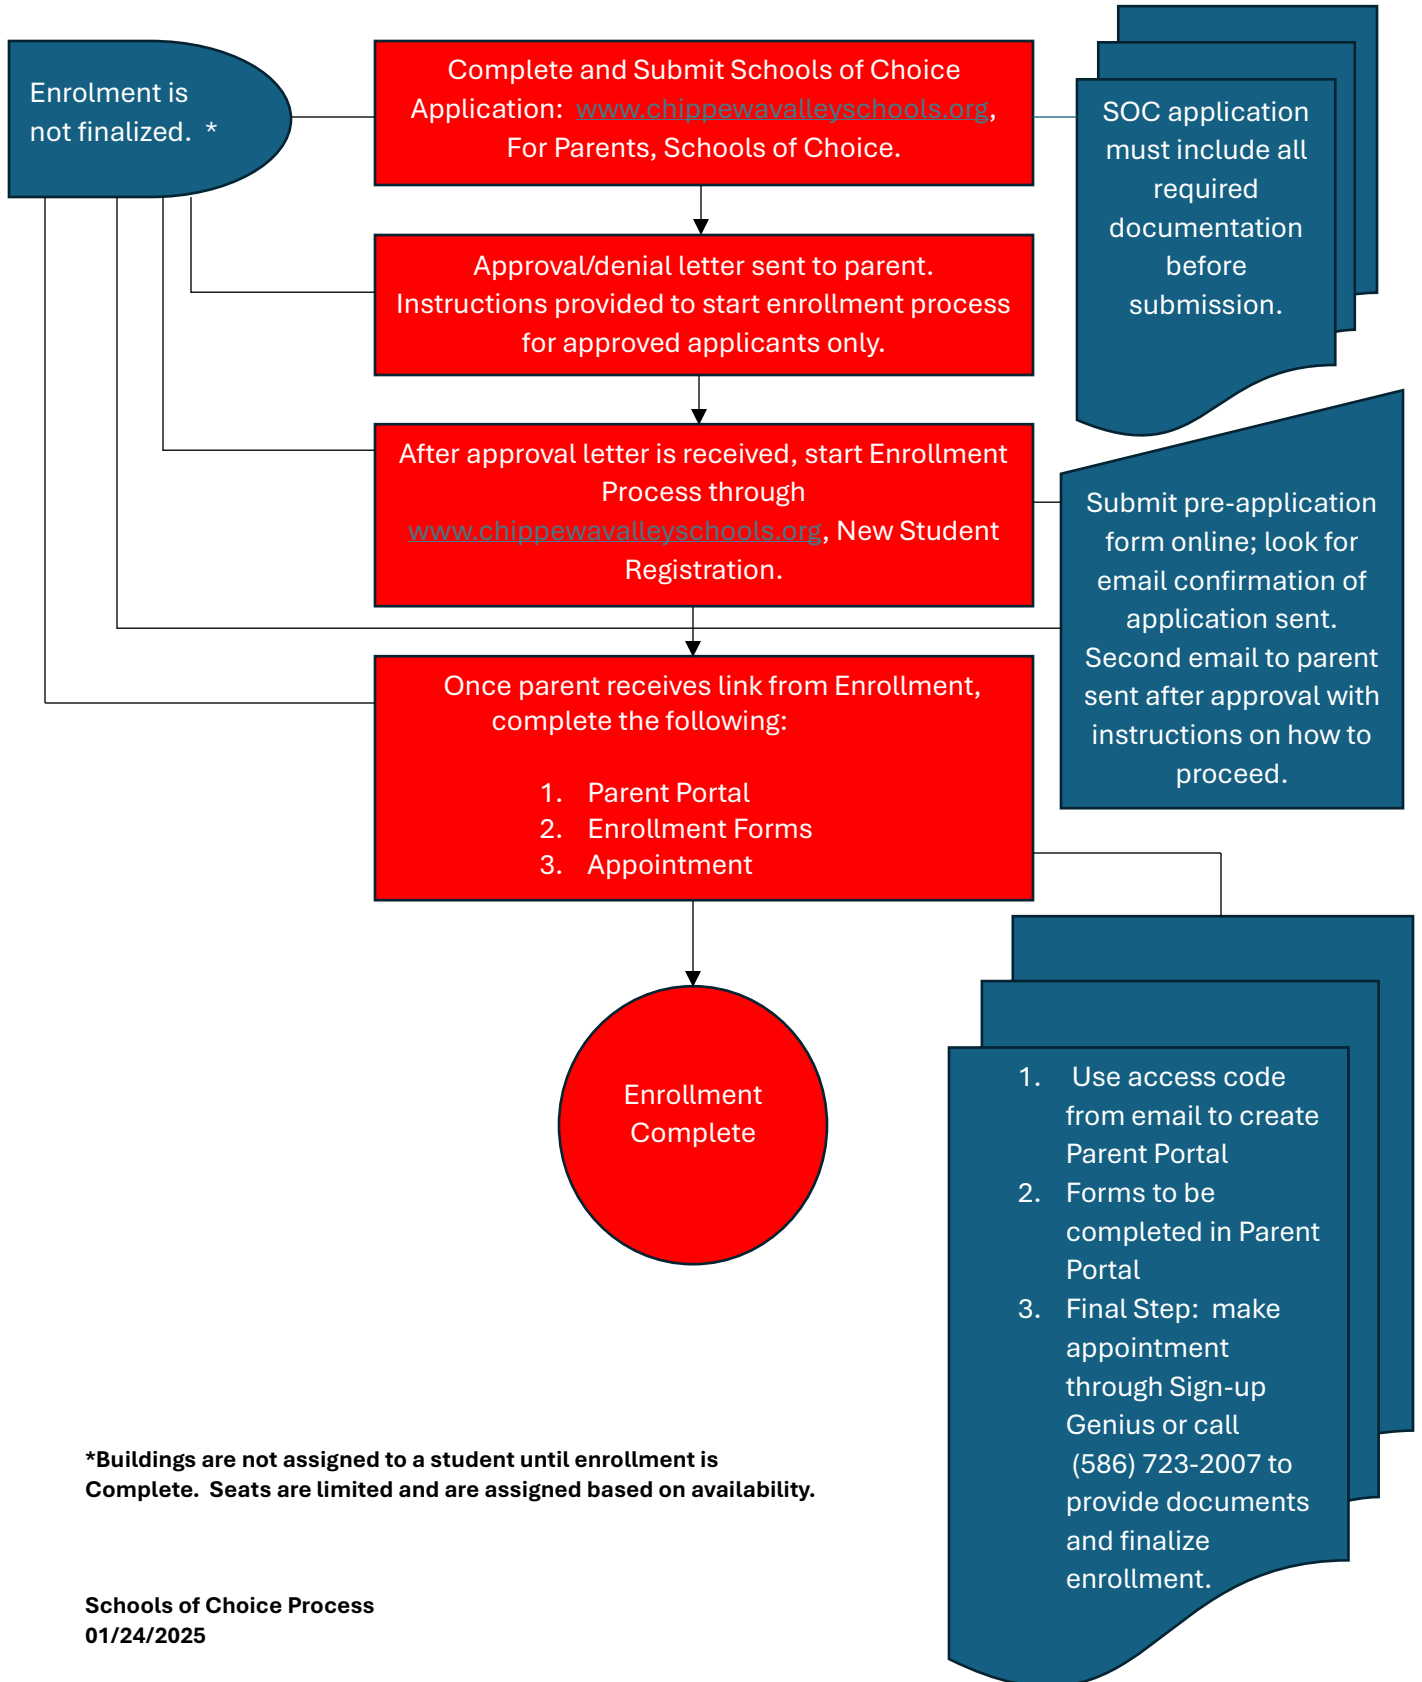 Enrolment is
not finalized.  *
Complete and Submit Schools of Choice
Application:  www.chippewavalleyschools.org,
For Parents, Schools of Choice.
SOC application
must include all
required
documentation
before
submission.
Approval/denial letter sent to parent.
Instructions provided to start enrollment process
for approved applicants only.
After approval letter is received, start Enrollment
Process through
www.chippewavalleyschools.org, New Student
Registration.
Submit pre-application
form online; look for
email confirmation of
application sent.
Second email to parent
sent after approval with
instructions on how to
proceed.
Once parent receives link from Enrollment,
complete the following:
1. Parent Portal
2. Enrollment Forms
3. Appointment
Enrollment
Complete
1. Use access code
from email to create
Parent Portal
2. Forms to be
completed in Parent
Portal
3. Final Step:  make
appointment
through Sign-up
Genius or call
(586) 723-2007 to
provide documents
and finalize
enrollment.
*Buildings are not assigned to a student until enrollment is
Complete.  Seats are limited and are assigned based on availability.
Schools of Choice Process
01/24/2025